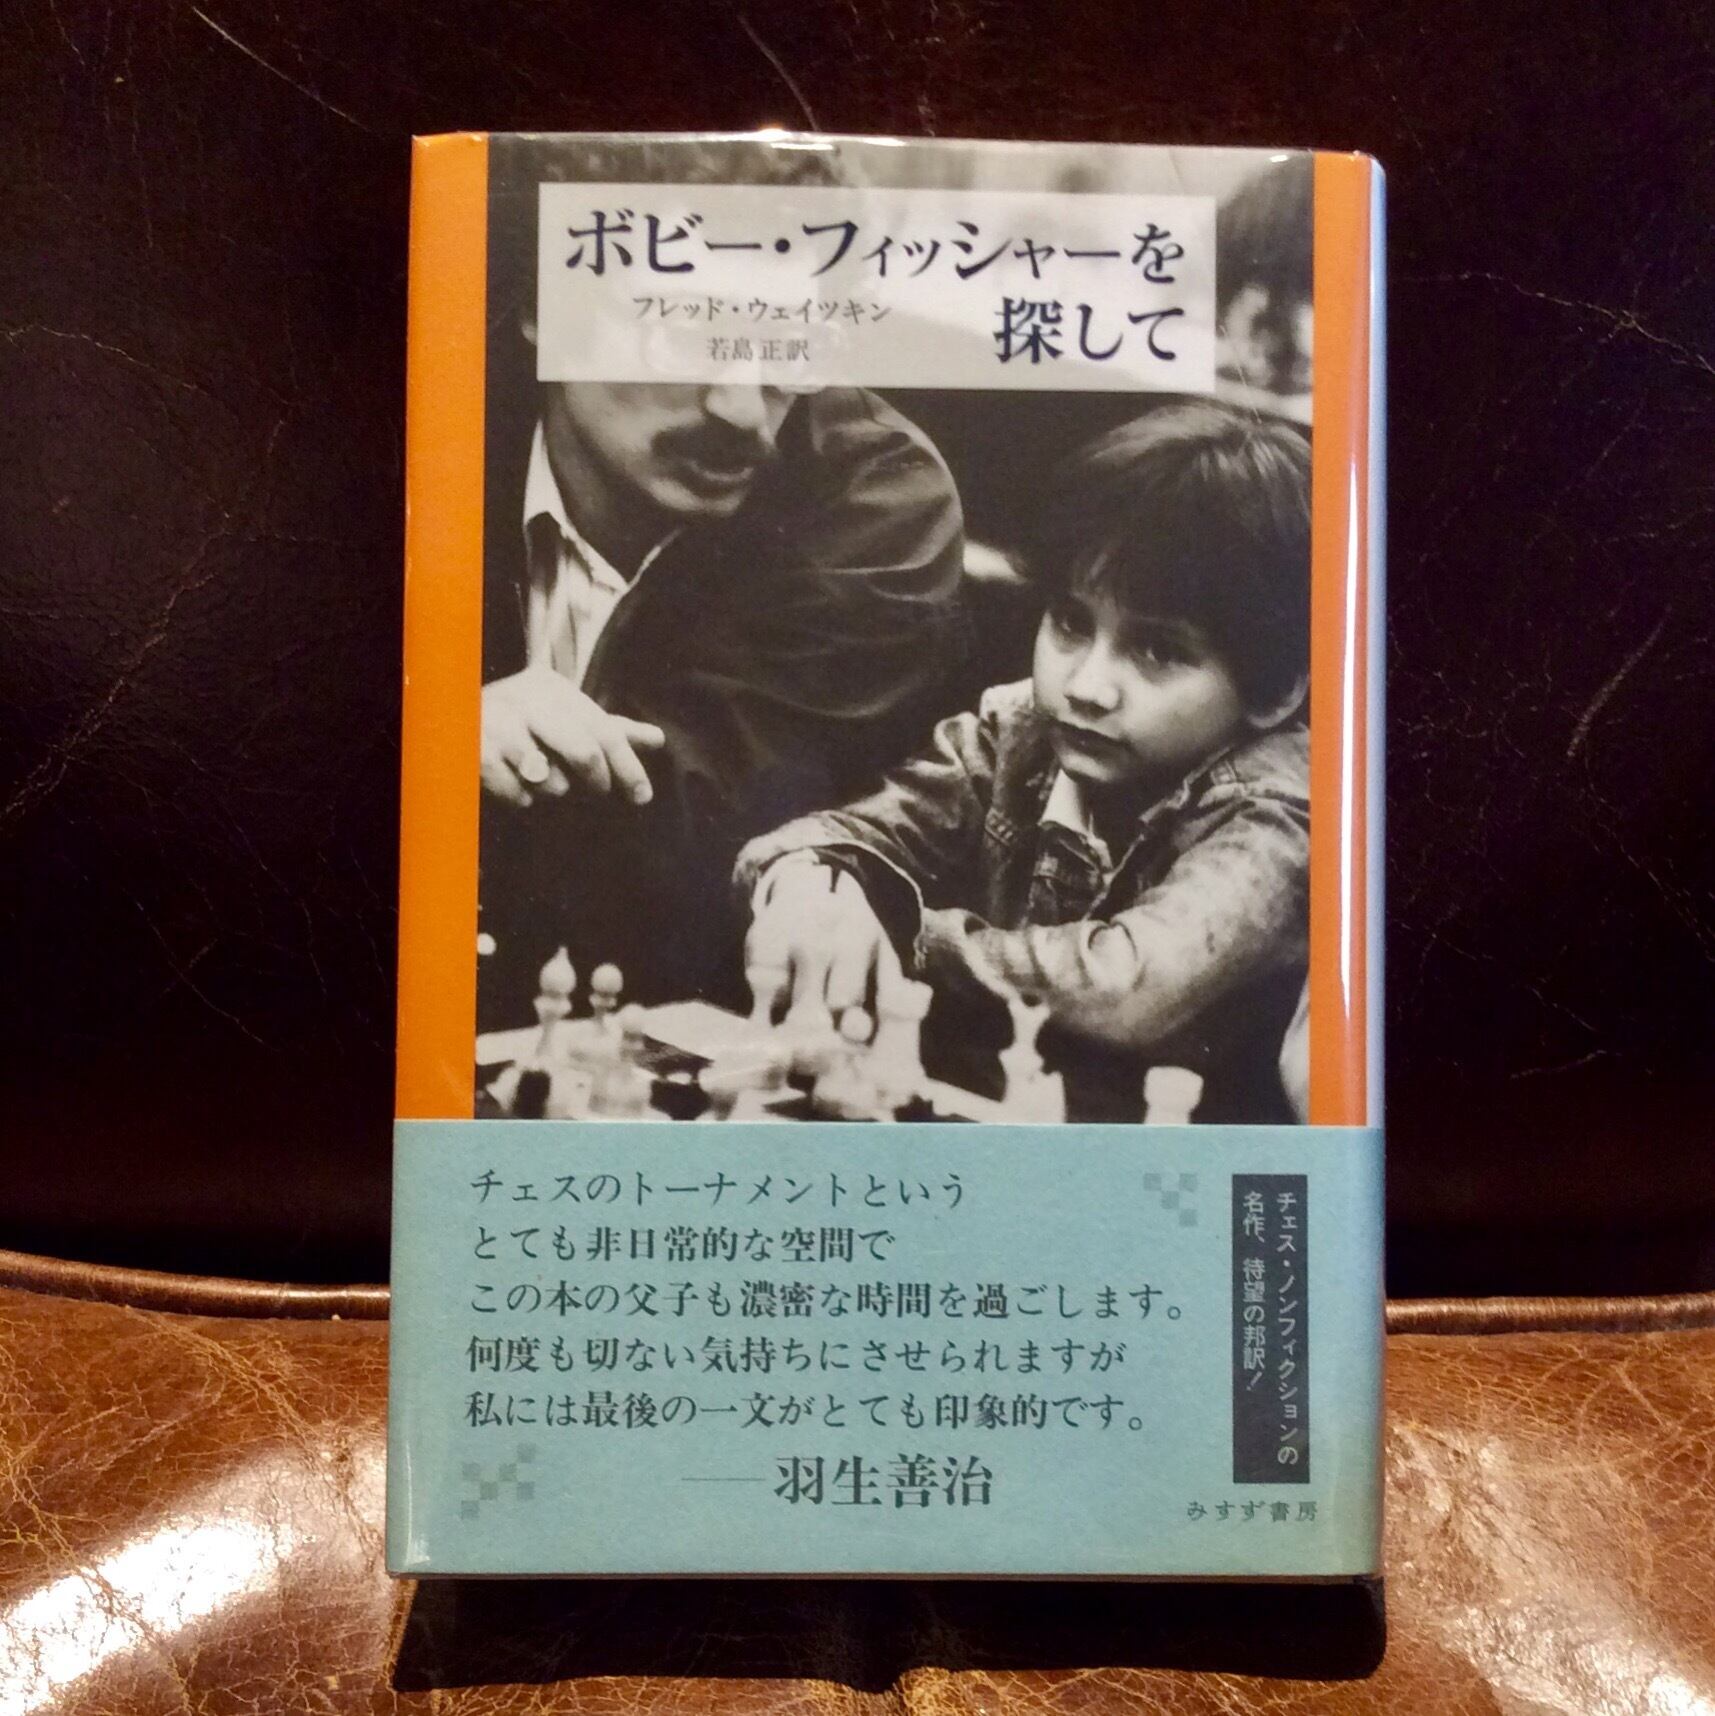 ボビー・フィッシャーを
探して
フレッド・ウェイツキン
若島 正訳
チェスのトーナメントという
とても非日常的な空間で
この本の父子も濃密な時間を過ごします。
何度も切ない気持ちにさせられますが
私には最後の一文がとても印象的です。
――羽生善治
チェス・ノンフィクションの
名作、待望の邦訳!
みすず書房